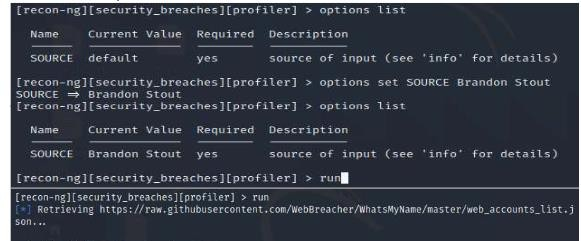 [recon-ng][security_breaches][profiler] > options list
Name Current Value Required Description
SOURCE default yes source of input (see 'info' for details)
[recon-ng][security_breaches][profiler] > options set SOURCE Brandon Stout
SOURCE ⇒ Brandon Stout
[recon-ng][security_breaches][profiler] > options list
Name Current Value Required Description
SOURCE Brandon Stout yes source of input (see 'info' for details)
[recon-ng][security_breaches][profiler] > run
[recon-ng][security_breaches][profiler] > run
[*] Retrieving https://raw.githubusercontent.com/WebBreacher/WhatsMyName/master/web_accounts_list.j
son...